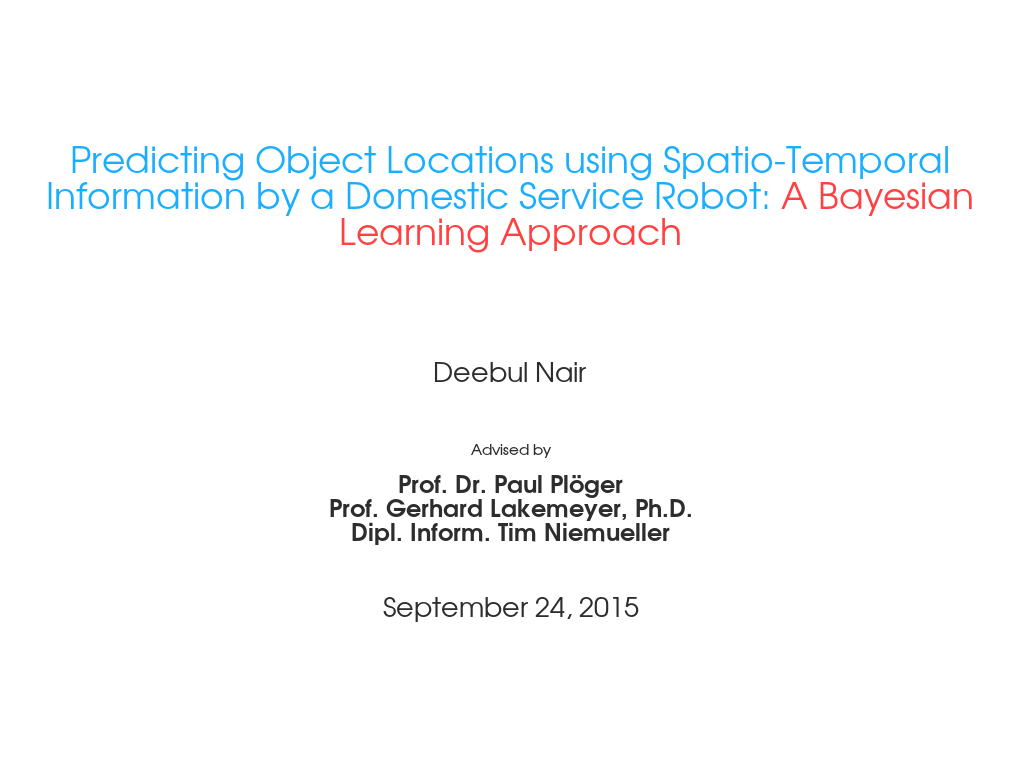 Predicting Object Locations using Spatio-Temporal
Information by a Domestic Service Robot: A Bayesian
Learning Approach
Deebul Nair
Advised by
Prof. Dr. Paul Plöger
Prof. Gerhard Lakemeyer, Ph.D.
Dipl. Inform. Tim Niemueller
September 24, 2015